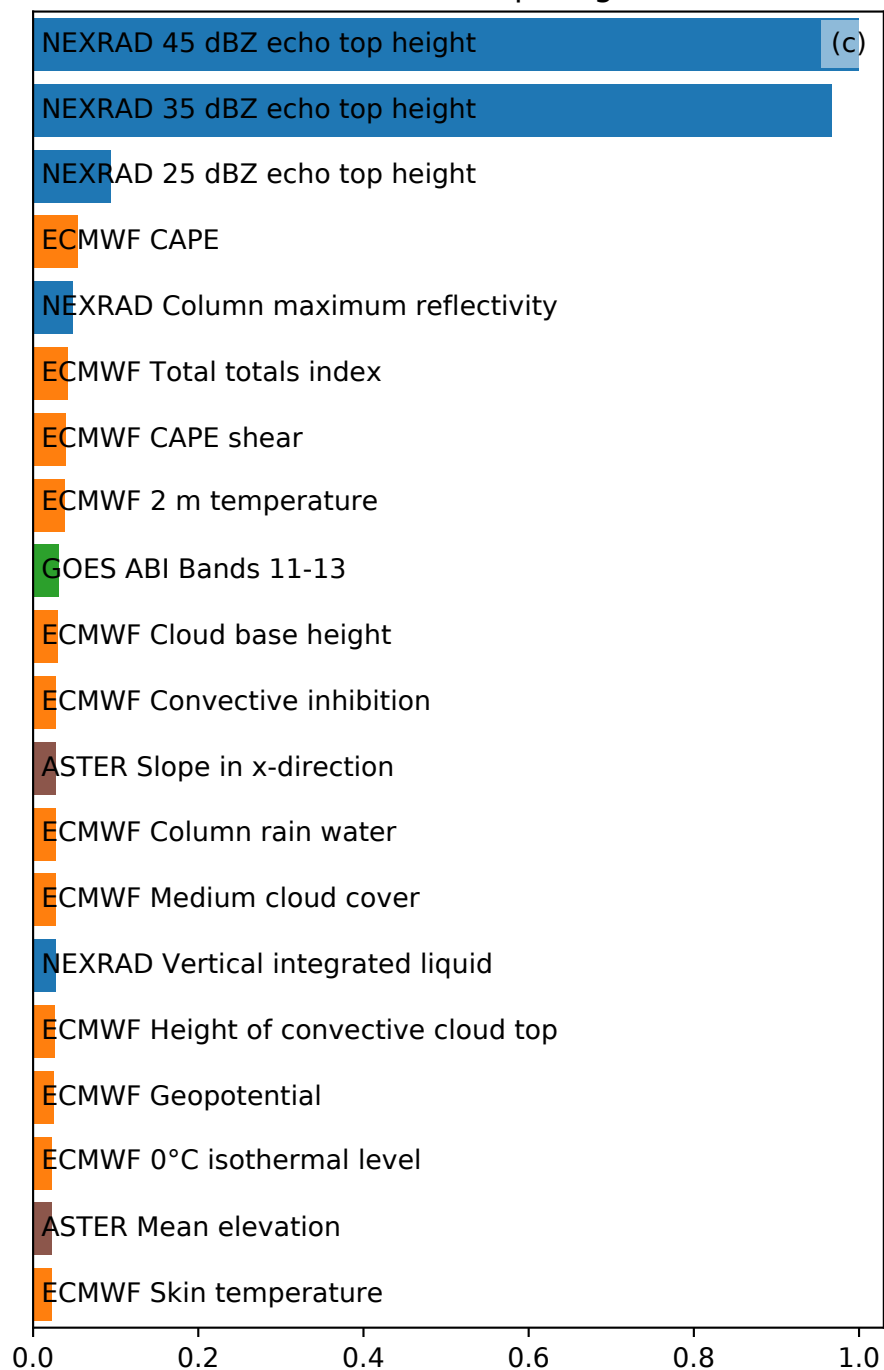 NEXRAD 45 dBZ echo top height
(c)
NEXRAD 35 dBZ echo top height
NEXRAD 25 dBZ echo top height
ECMWF CAPE
NEXRAD Column maximum reflectivity
ECMWF Total totals index
ECMWF CAPE shear
ECMWF 2 m temperature
GOES ABI Bands 11-13
ECMWF Cloud base height
ECMWF Convective inhibition
ASTER Slope in x-direction
ECMWF Column rain water
ECMWF Medium cloud cover
NEXRAD Vertical integrated liquid
ECMWF Height of convective cloud top
ECMWF Geopotential
ECMWF 0°C isothermal level
ASTER Mean elevation
ECMWF Skin temperature
0.0 0.2 0.4 0.6 0.8 1.0